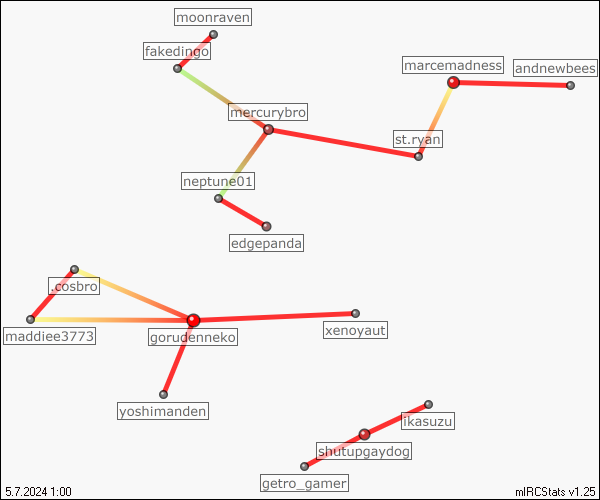 moonraven
fakedingo
marcemadness
andnewbees
mercurybro
st.ryan
neptune01
edgepanda
.cosbro
maddiee3773
gorudenneko
xenoyaut
yoshimanden
ikasuzu
shutupgaydog
getro_gamer
5.7.2024 1:00
mIRCStats v1.25